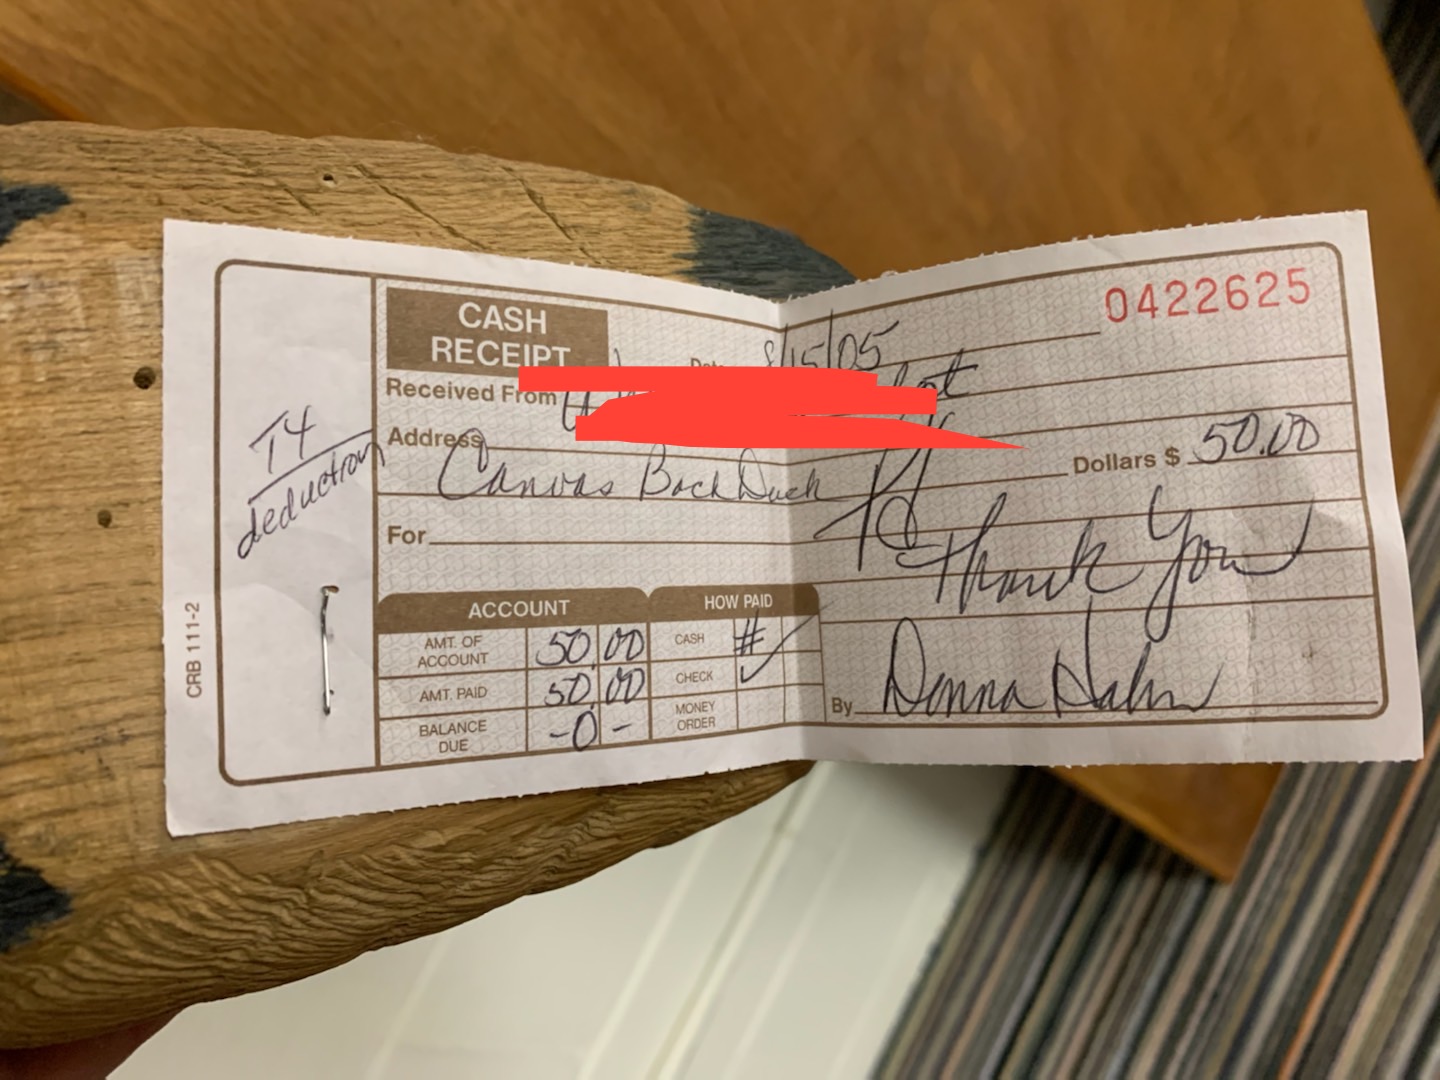 CASH
RECEIPT
0422625
8/15/05
Received From
Address
Canvas Back Duck
Dollars $ 50.00
T4
deduction
For
Thank You
ACCOUNT
HOW PAID
AMT. OF
ACCOUNT 50.00
CASH #
AMT. PAID 50.00
CHECK ✓
BALANCE
DUE -0-
MONEY
ORDER
By Donna Hahn
CRB 111-2